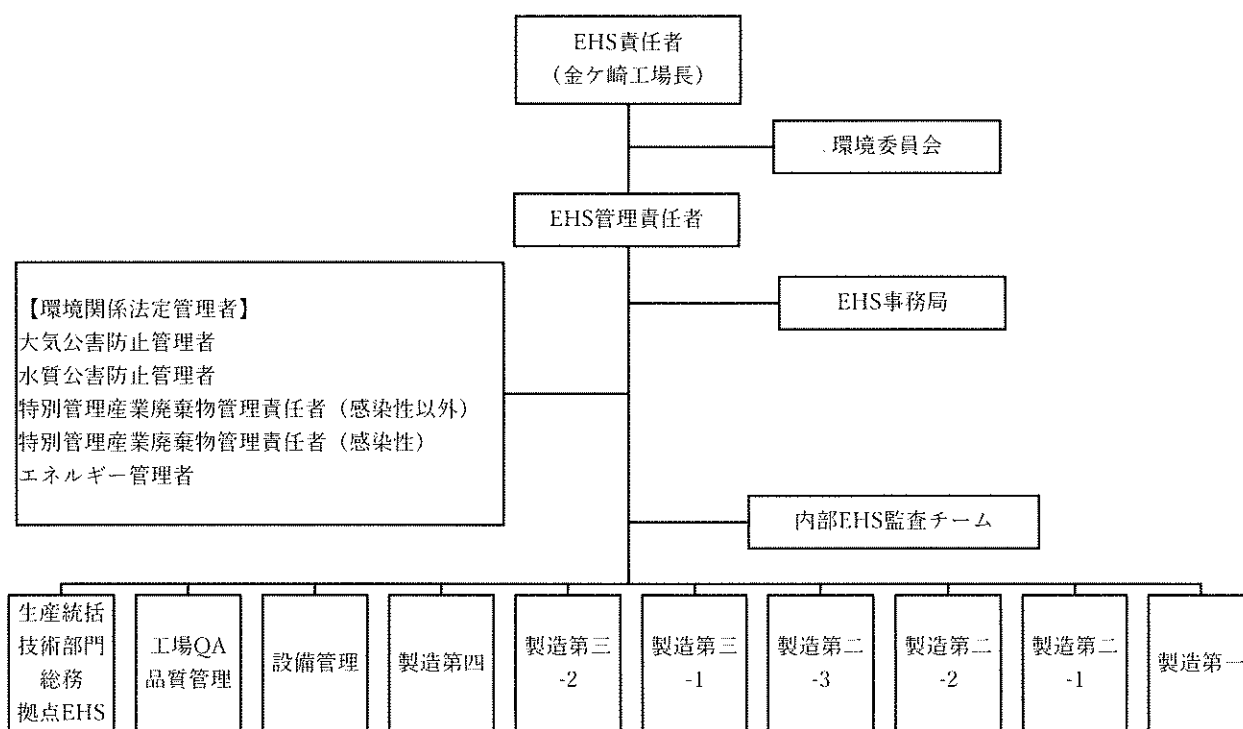 EHS責任者
(金ケ崎工場長)
環境委員会
EHS管理責任者
【環境関係法定管理者】
大気公害防止管理者
水質公害防止管理者
特別管理産業廃棄物管理責任者（感染性以外）
特別管理産業廃棄物管理責任者（感染性）
エネルギー管理者
EHS事務局
内部EHS監査チーム
生産統括
技術部門
総務
拠点EHS
工場QA
品質管理
設備管理
製造第四
製造第三
-2
製造第三
-1
製造第二
-3
製造第二
-2
製造第二
-1
製造第一